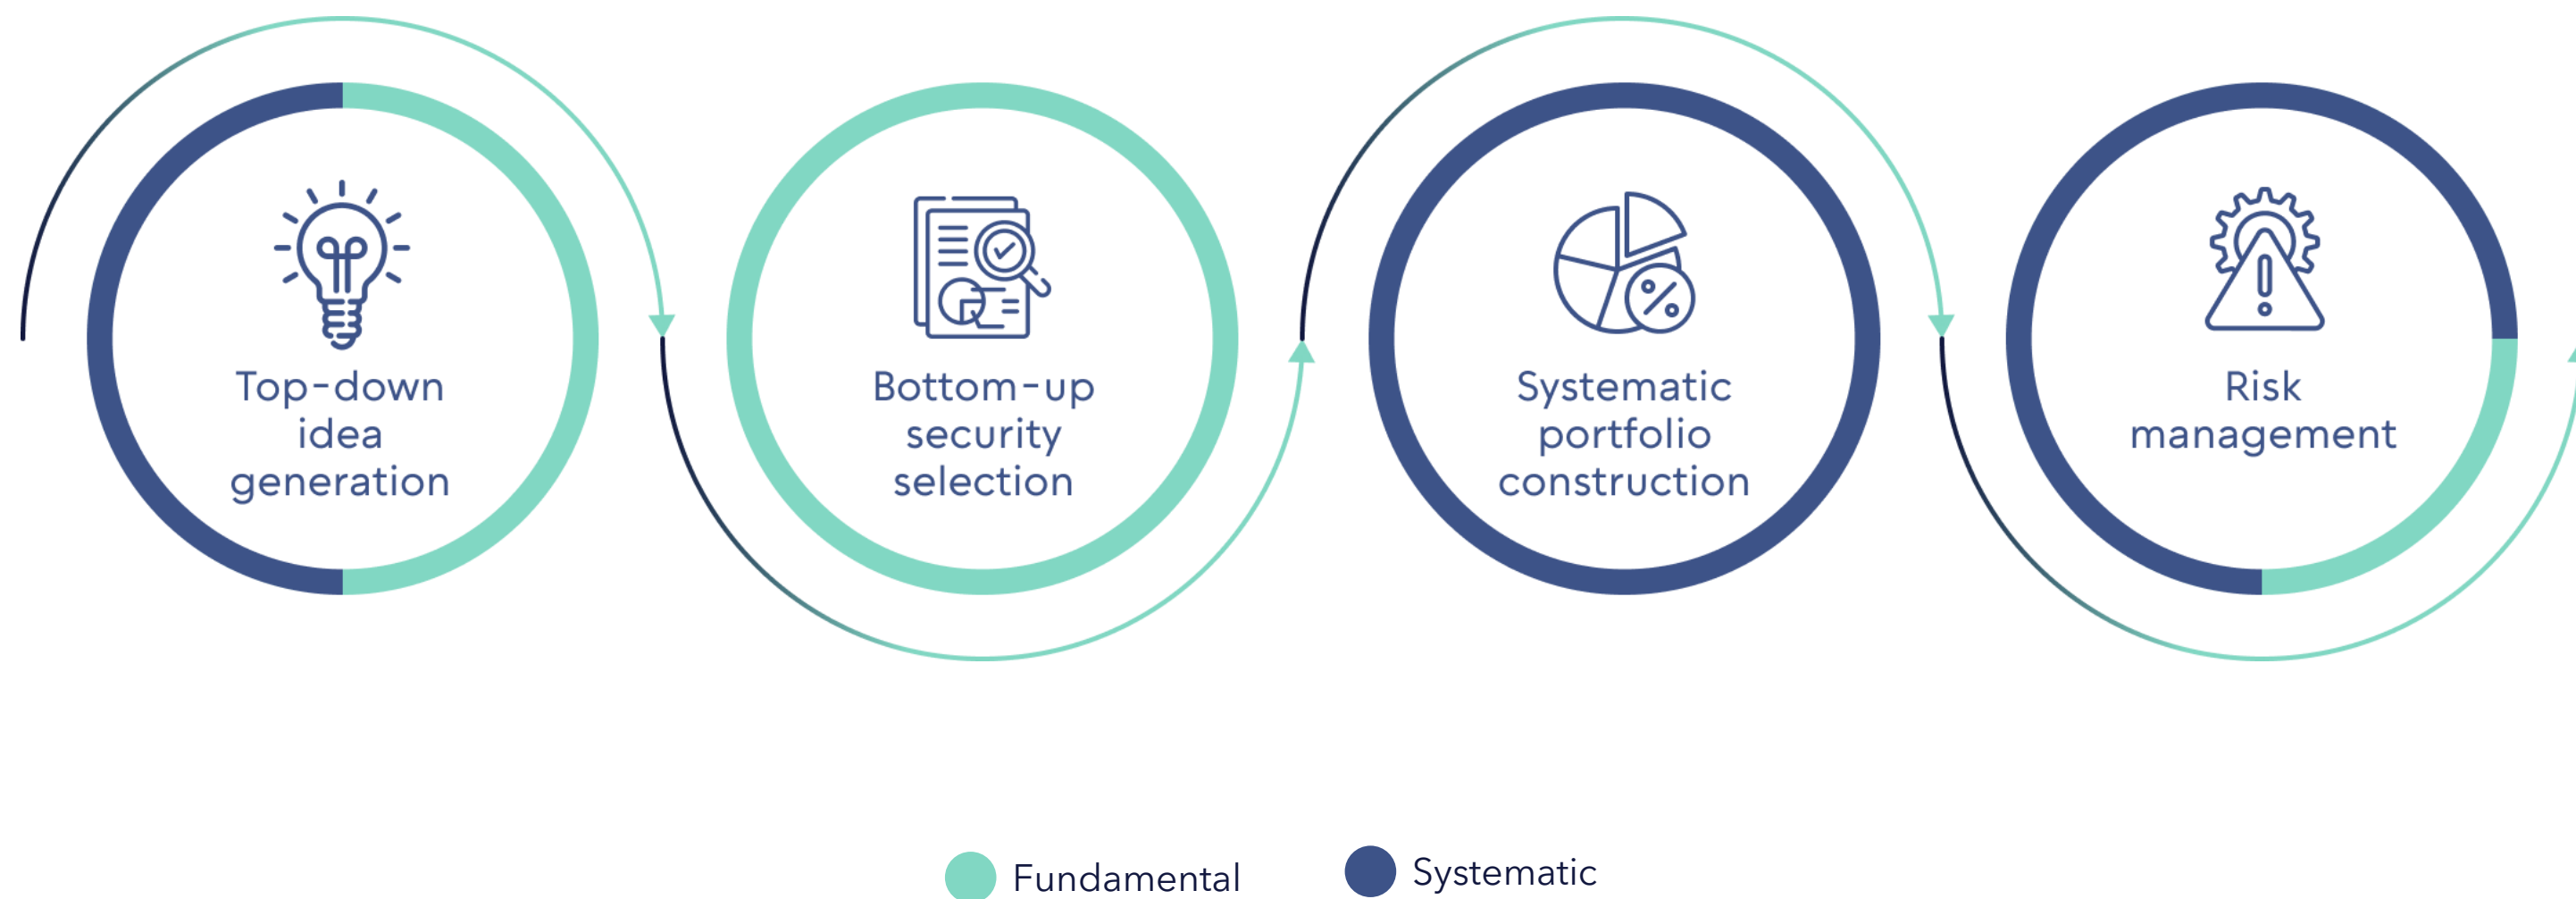 Top-down
idea
generation
Bottom-up
security
selection
Systematic
portfolio
construction
%
Risk
management
Fundamental
Systematic